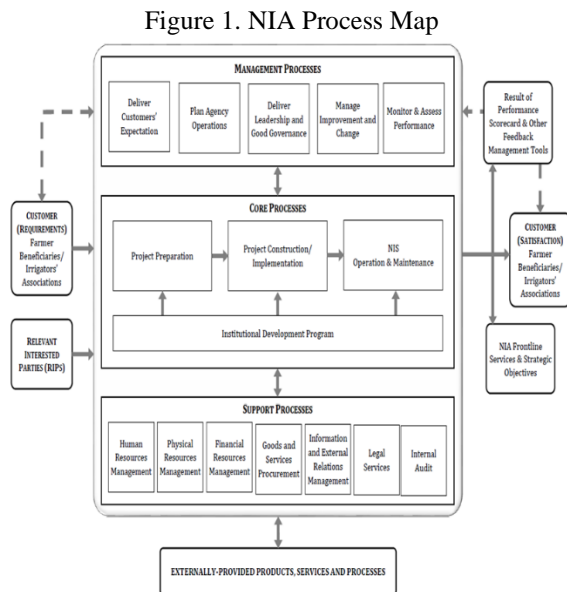 Figure 1. NIA Process Map
MANAGEMENT PROCESSES
Deliver
Customers'
Expectation
Plan Agency
Operations
Deliver
Leadership and
Good Governance
Manage
Improvement and
Change
Monitor & Assess
Performance
Result of
Performance
Scorecard & Other
Feedback
Management Tools
CUSTOMER
(REQUIREMENTS)
Farmer
Beneficiaries/
Irrigators'
Associations
CORE PROCESSES
Project Preparation
Project Construction/
Implementation
NIS
Operation & Maintenance
Institutional Development Program
CUSTOMER
(SATISFACTION)
Farmer
Beneficiaries/
Irrigators'
Associations
RELEVANT
INTERESTED
PARTIES (RIPS)
NIA Frontline
Services & Strategic
Objectives
SUPPORT PROCESSES
Human
Resources
Management
Physical
Resources
Management
Financial
Resources
Management
Goods and
Services
Procurement
Information
and External
Relations
Management
Legal
Services
Internal
Audit
EXTERNALLY-PROVIDED PRODUCTS, SERVICES AND PROCESSES